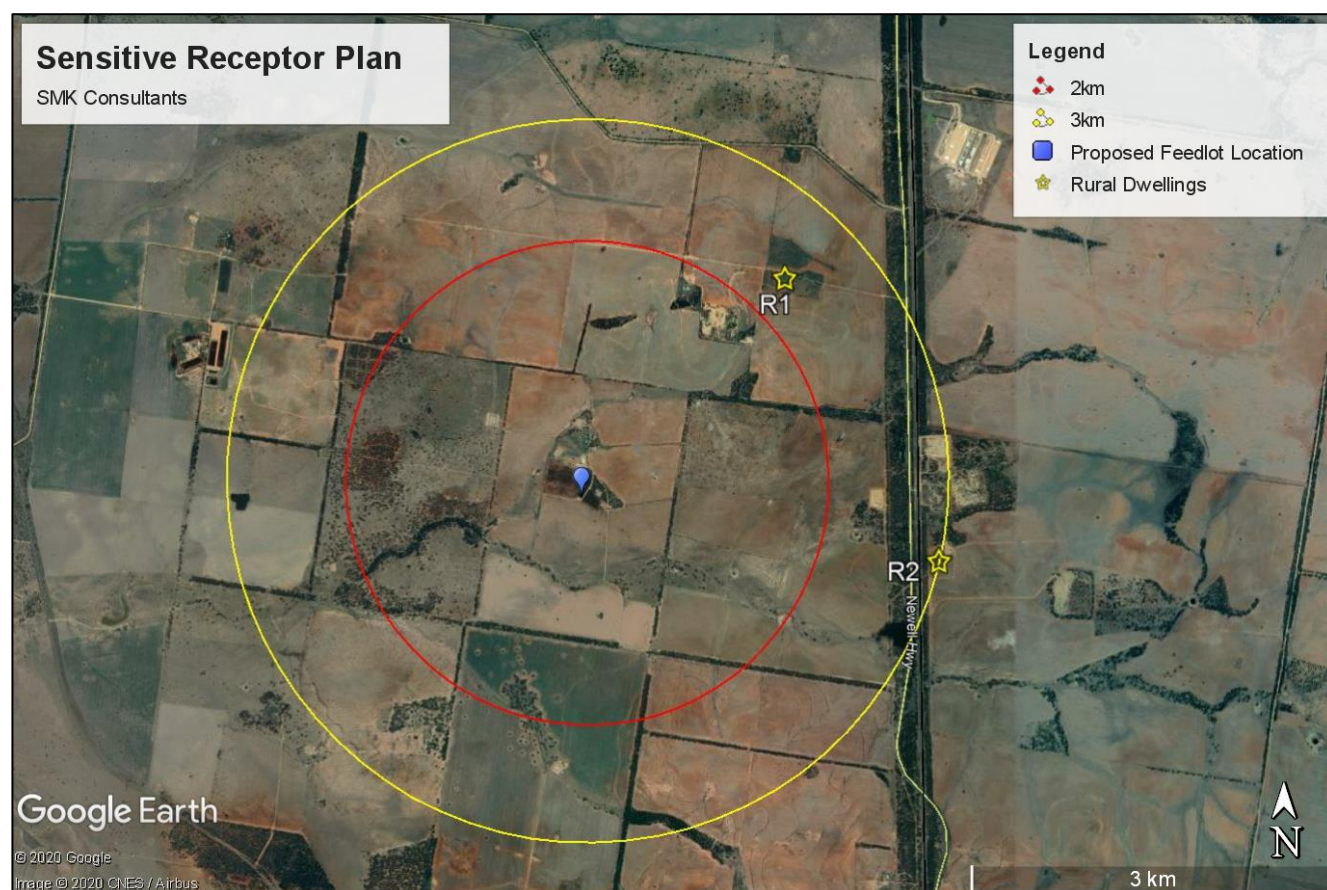 Sensitive Receptor Plan
SMK Consultants
Legend
2km
3km
Proposed Feedlot Location
Rural Dwellings
R1
R2
Newell Hwy
Google Earth
© 2020 Google
Image © 2020 CNES / Airbus
N
3 km